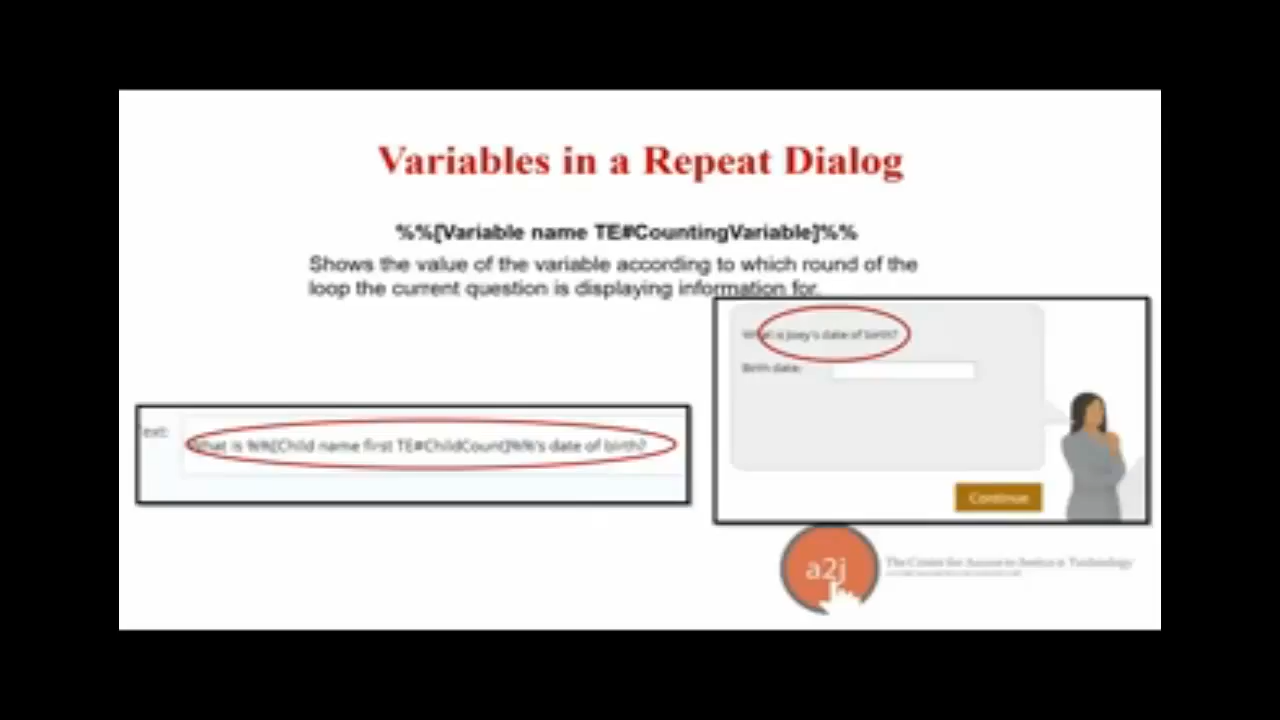 Variables in a Repeat Dialog
%%[Variable name TE#CountingVariable]%%
Shows the value of the variable according to which round of the
loop the current question is displaying information for.
What is Joey's date of birth?
Birth date:
ext:
What is %%[Child name first TE#ChildCount]%%'s date of birth?
Continue
a2j
The Center for Access to Justice & Technology